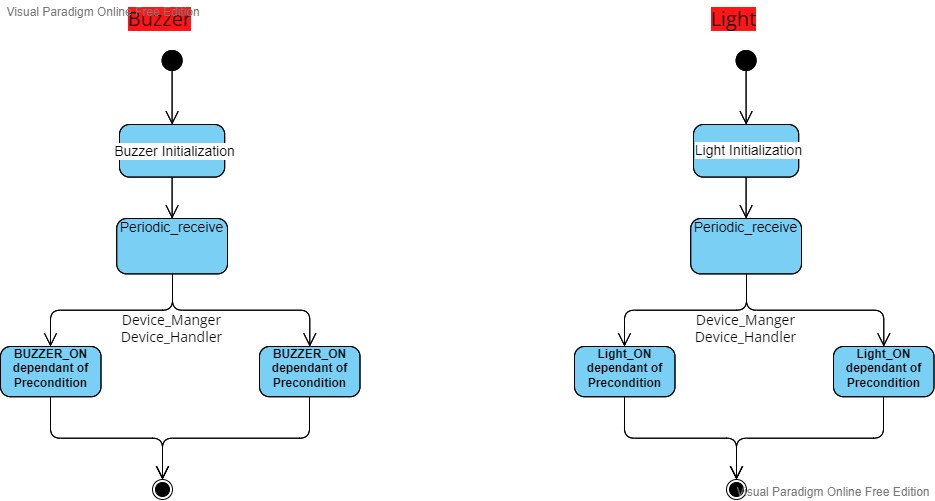 Visual Paradigm Online Free Edition
Buzzer
Light
Buzzer Initialization
Light Initialization
Periodic_receive
Periodic_receive
Device_Manger
Device_Handler
Device_Manger
Device_Handler
BUZZER_ON
dependant of
Precondition
BUZZER_ON
dependant of
Precondition
Light_ON
dependant of
Precondition
Light_ON
dependant of
Precondition
Visual Paradigm Online Free Edition